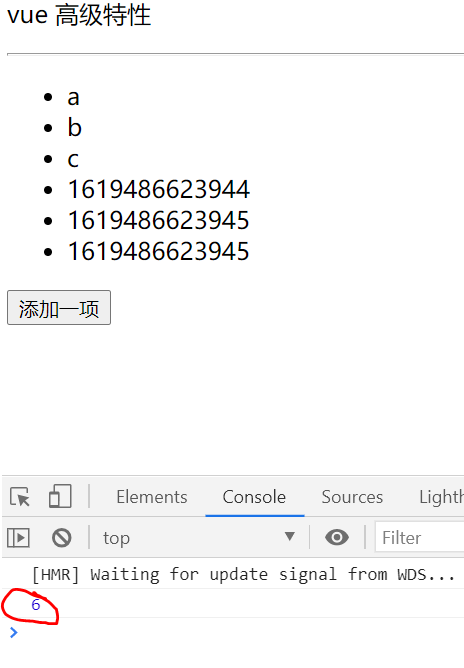 vue 高级特性
a
b
c
1619486623944
1619486623945
1619486623945
添加一项
Elements Console Sources Lighth
top Filter
[HMR] Waiting for update signal from WDS...
6